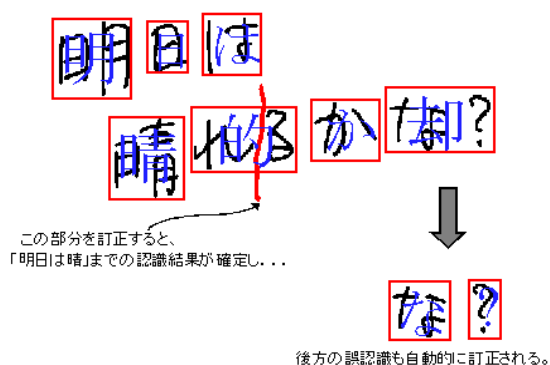 明日は
晴れるかな?
この部分を訂正すると、
「明日は晴」までの認識結果が確定し...
な?
後方の誤認識も自動的に訂正される。